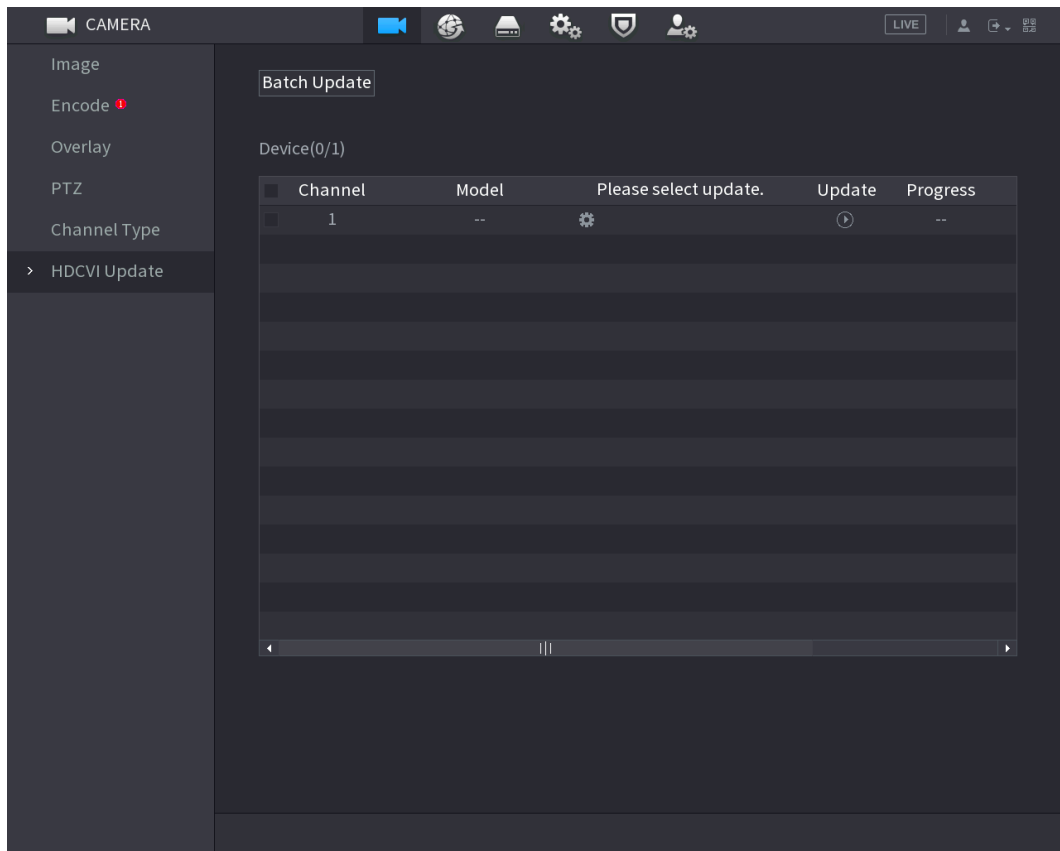 CAMERA
LIVE
Image
Encode 1
Overlay
PTZ
Channel Type
HDCVI Update
Batch Update
Device(0/1)
Channel Model Please select update. Update Progress
1 -- --